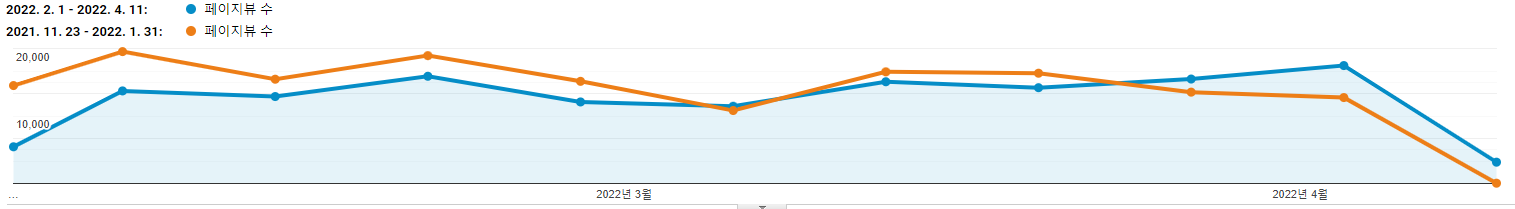 2022. 2. 1 - 2022. 4. 11: 페이지뷰 수
2021. 11. 23 - 2022. 1. 31: 페이지뷰 수
20,000
10,000
... 2022년 3월 2022년 4월